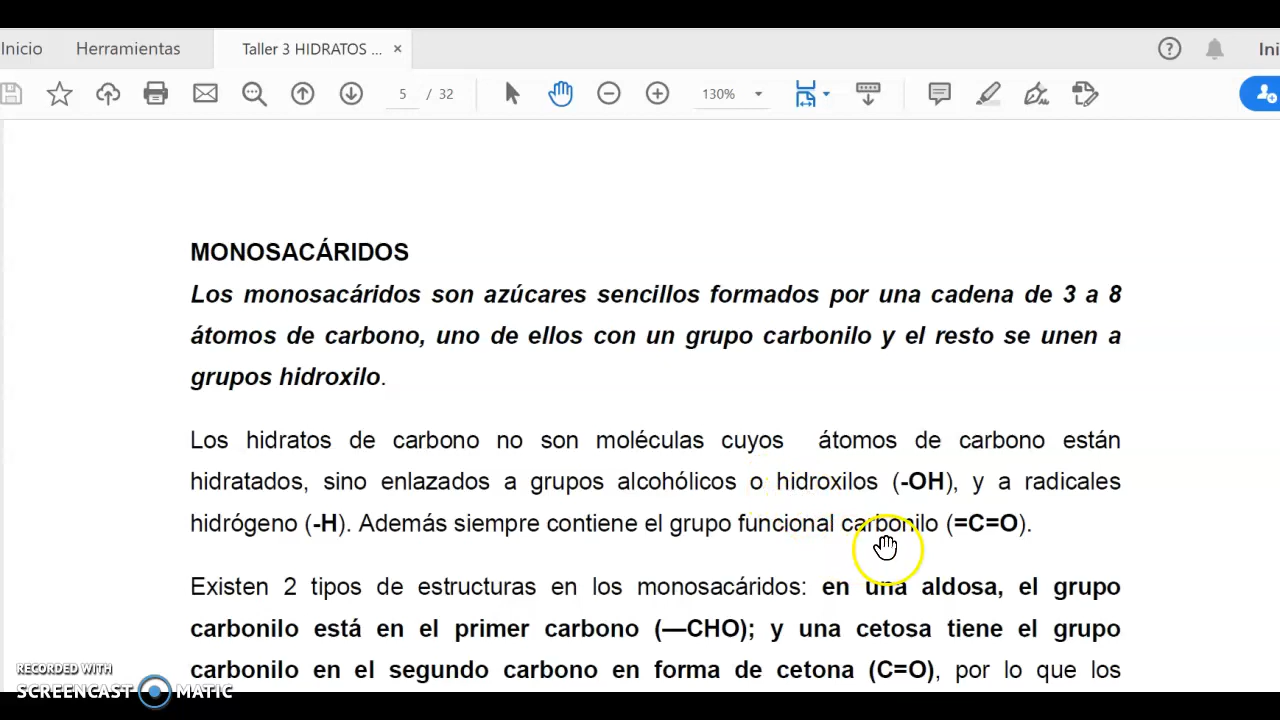 Inicio Herramientas Taller 3 HIDRATOS ... × ? Ini
5 / 32 130%
MONOSACÁRIDOS
Los monosacáridos son azúcares sencillos formados por una cadena de 3 a 8
átomos de carbono, uno de ellos con un grupo carbonilo y el resto se unen a
grupos hidroxilo.
Los hidratos de carbono no son moléculas cuyos átomos de carbono están
hidratados, sino enlazados a grupos alcohólicos o hidroxilos (-OH), y a radicales
hidrógeno (-H). Además siempre contiene el grupo funcional carbonilo (=C=O).
Existen 2 tipos de estructuras en los monosacáridos: en una aldosa, el grupo
carbonilo está en el primer carbono (—CHO); y una cetosa tiene el grupo
carbonilo en el segundo carbono en forma de cetona (C=O), por lo que los
RECORDED WITH
SCREENCAST MATIC